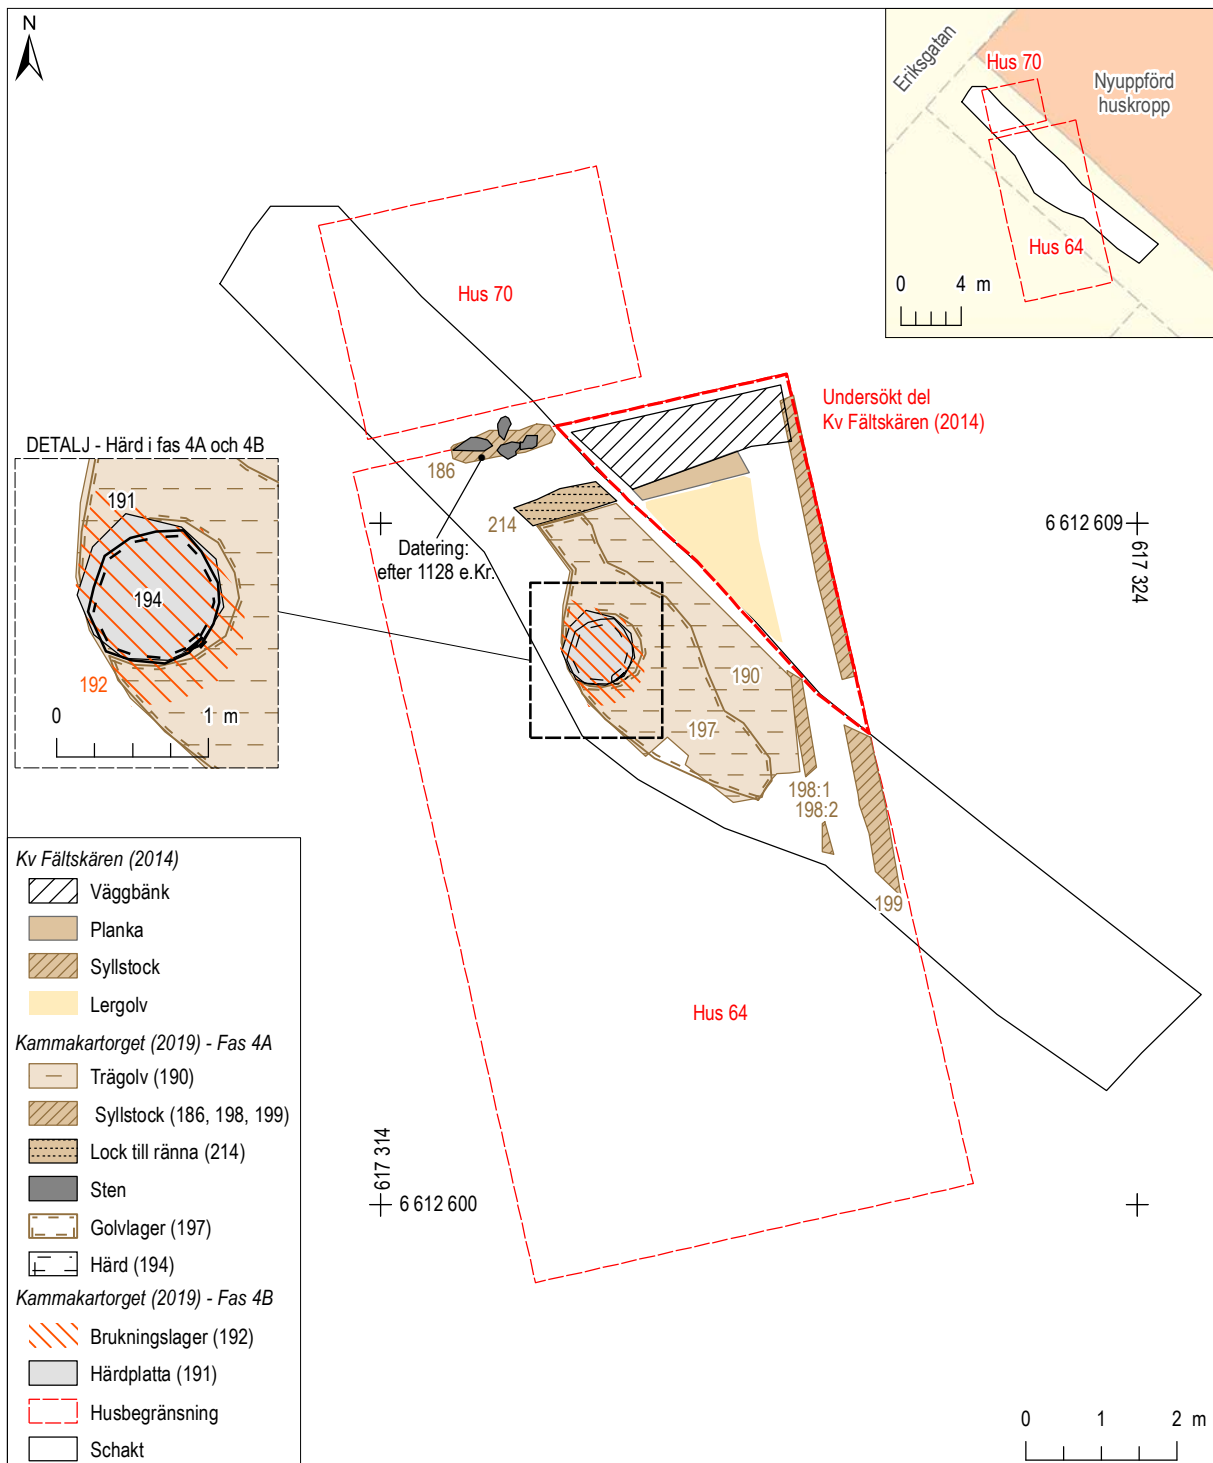 N
Eriksgatan
Hus 70
Nyuppförd
huskropp
Hus 64
0 4 m
Hus 70
Undersökt del
Kv Fältskären (2014)
DETALJ - Härd i fas 4A och 4B
191
194
192
0 1 m
186
214
Datering:
efter 1128 e.Kr.
6 612 609
617 324
190
197
198:1
198:2
199
Hus 64
617 314
6 612 600
Kv Fältskären (2014)
Väggbänk
Planka
Syllstock
Lergolv
Kammakartorget (2019) - Fas 4A
Trägolv (190)
Syllstock (186, 198, 199)
Lock till ränna (214)
Sten
Golvlager (197)
Härd (194)
Kammakartorget (2019) - Fas 4B
Brukningslager (192)
Härdplatta (191)
Husbegränsning
Schakt
0 1 2 m